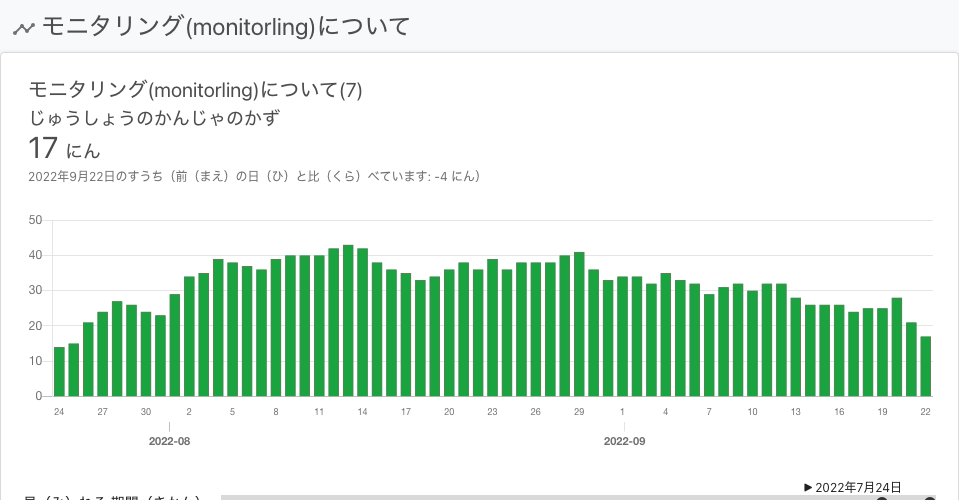 モニタリング(monitorling)について
モニタリング(monitorling)について(7)
じゅうしょうのかんじゃのかず
17 にん
2022年9月22日のすうち（前（まえ）の日（ひ）と比（くら）べています: -4 にん）
50
40
30
20
10
0
24 27 30 2 5 8 11 14 17 20 23 26 29 1 4 7 10 13 16 19 22
2022-08 2022-09
2022年7月24日